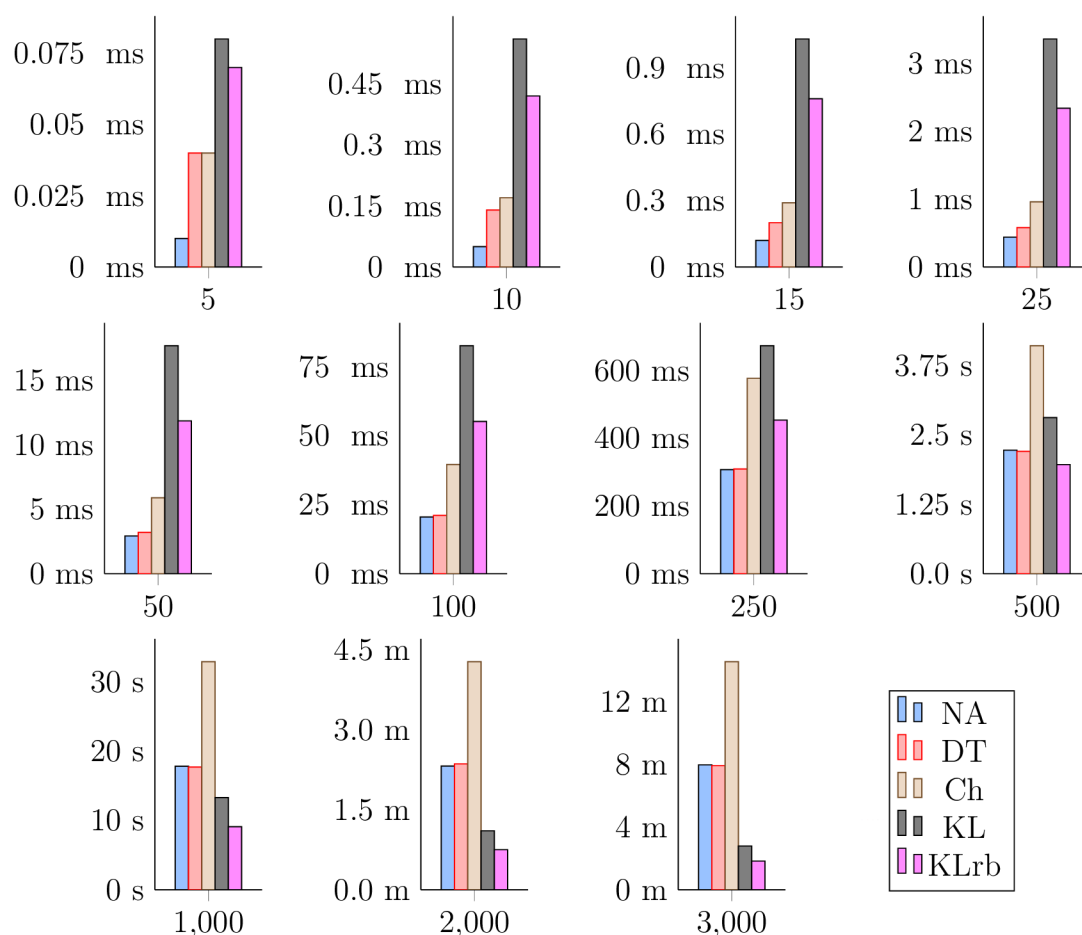 0.075 ms
0.05 ms
0.025 ms
0 ms
5
0.45 ms
0.3 ms
0.15 ms
0 ms
10
0.9 ms
0.6 ms
0.3 ms
0 ms
15
3 ms
2 ms
1 ms
0 ms
25
15 ms
10 ms
5 ms
0 ms
50
75 ms
50 ms
25 ms
0 ms
100
600 ms
400 ms
200 ms
0 ms
250
3.75 s
2.5 s
1.25 s
0.0 s
500
30 s
20 s
10 s
0 s
1,000
4.5 m
3.0 m
1.5 m
0.0 m
2,000
12 m
8 m
4 m
0 m
3,000
NA
DT
Ch
KL
KLrb